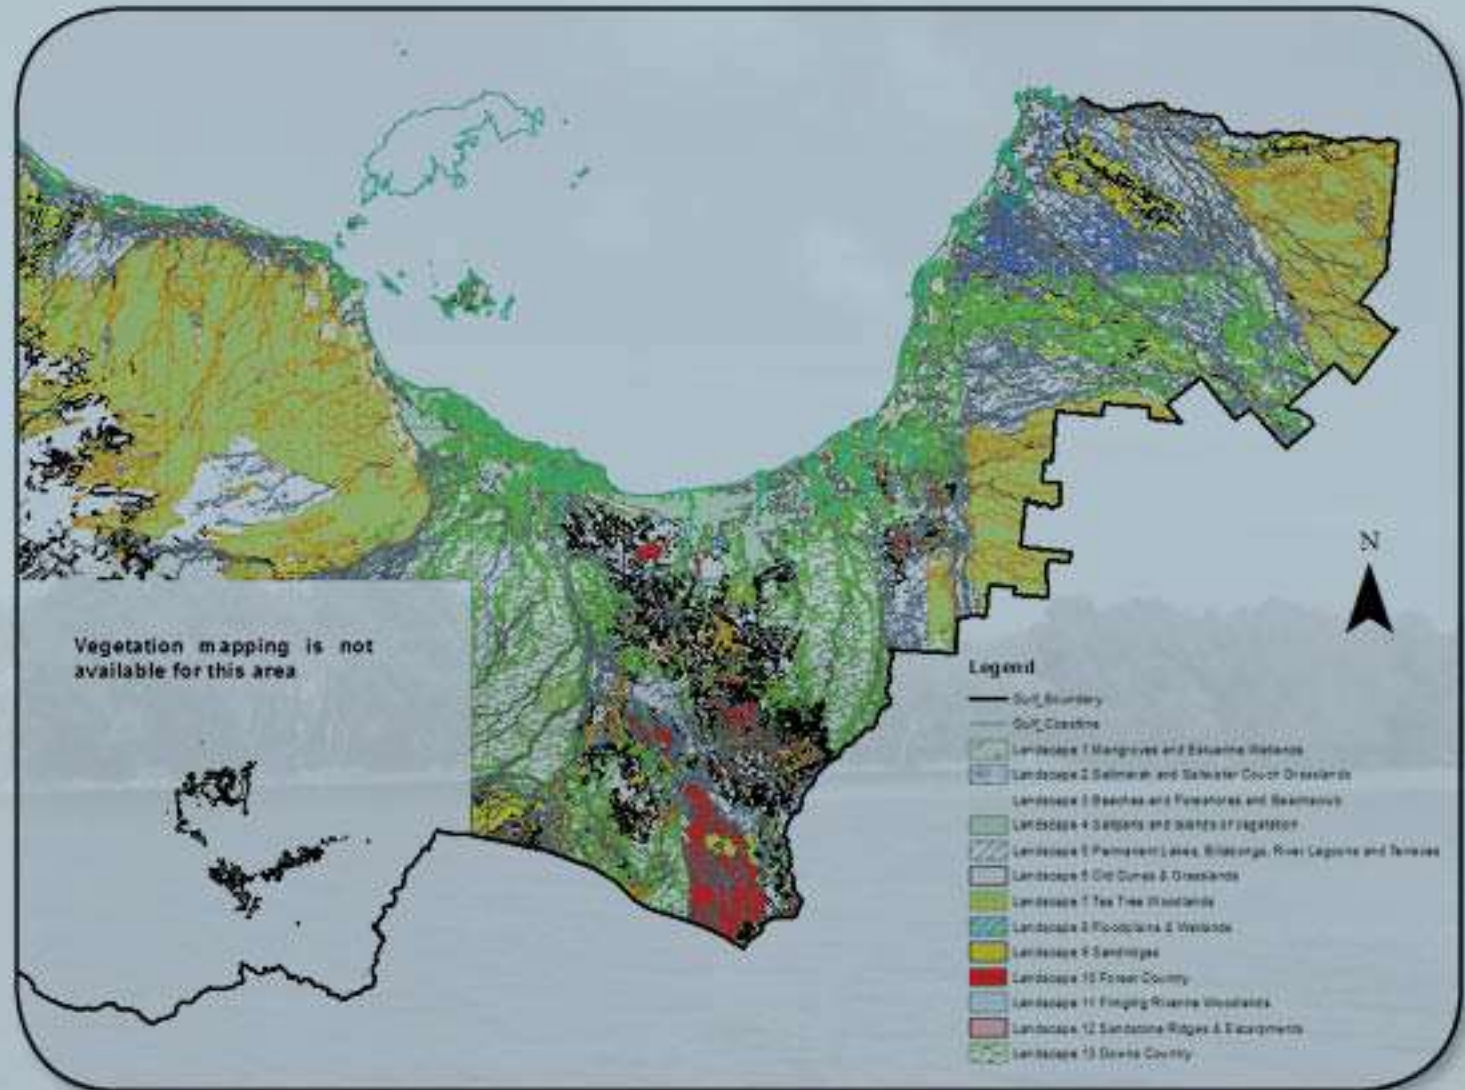 Vegetation mapping is not
available for this area
N
Legend
Gulf_Boundary
Gulf_Coastline
Landscape 1 Mangroves and Estuarine Wetlands
Landscape 2 Saltmarsh and Saltwater Couch Grasslands
Landscape 3 Beaches and Foreshores and
Landscape 4 Saltpans and Islands of Vegetation
Landscape 5 Permanent Lakes, Billabongs, River Lagoons and Terraces
Landscape 6 Old Dunes & Grasslands
Landscape 7 Tea Tree Woodlands
Landscape 8 Floodplains & Wetlands
Landscape 9 Sandridges
Landscape 10 Forest Country
Landscape 11 Fringing Riverine Woodlands
Landscape 12 Sandstone Ridges & Escarpments
Landscape 13 Downs Country